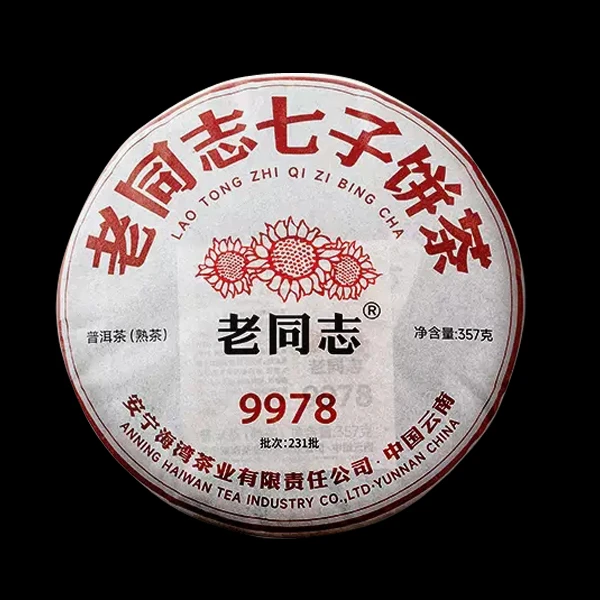 老同志七子饼茶
LAO TONG ZHI QI ZI BING CHA
老同志®
普洱茶(熟茶)
净含量:357克
9978
批次:231批
安宁海湾茶业有限责任公司·中国云南
ANNING HAIWAN TEA INDUSTRY CO.,LTD·YUNNAN CHINA